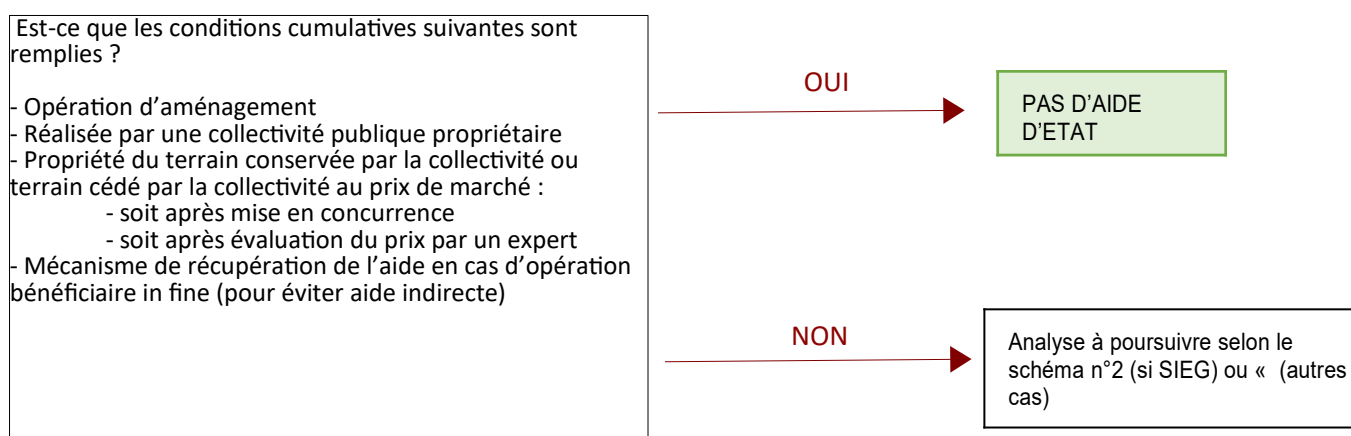 Est-ce que les conditions cumulatives suivantes sont
remplies ?
- Opération d'aménagement
- Réalisée par une collectivité publique propriétaire
- Propriété du terrain conservée par la collectivité ou
terrain cédé par la collectivité au prix de marché :
- soit après mise en concurrence
- soit après évaluation du prix par un expert
- Mécanisme de récupération de l'aide en cas d'opération
bénéficiaire in fine (pour éviter aide indirecte)
OUI
PAS D'AIDE
D'ETAT
NON
Analyse à poursuivre selon le
schéma n°2 (si SIEG) ou «  (autres
cas)